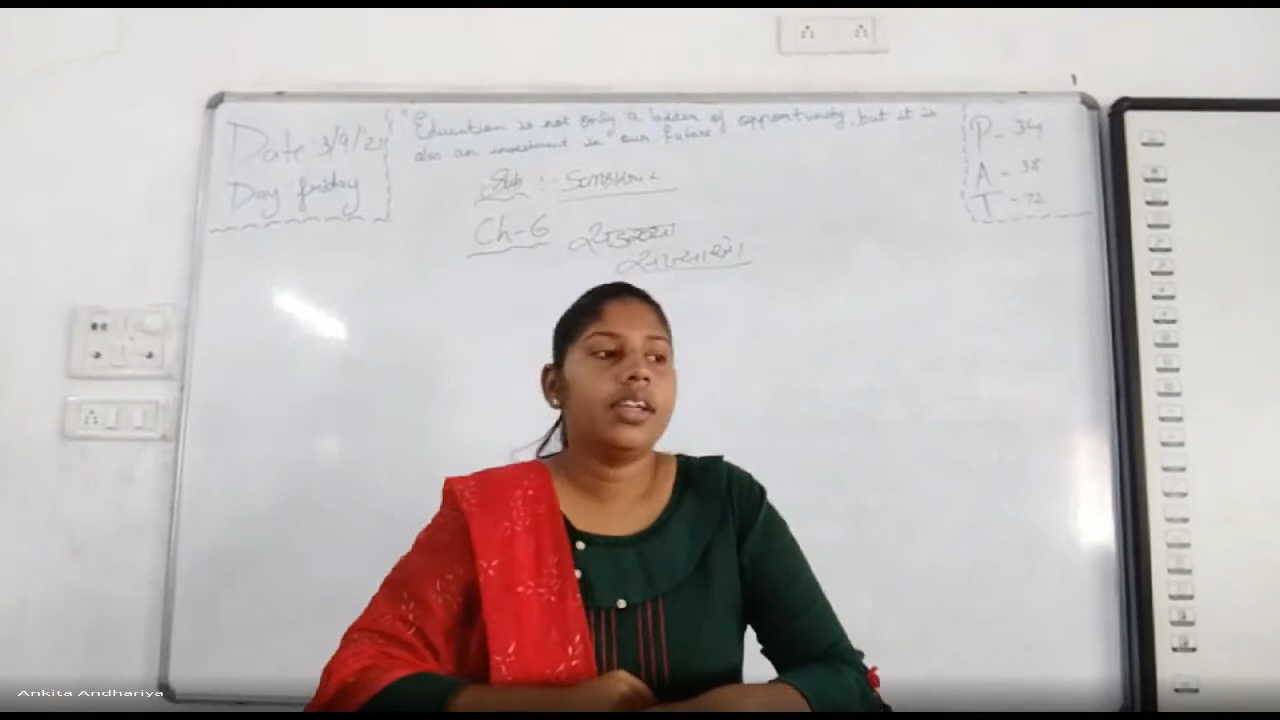 Date 3/9/21
Day friday
Education is not only a ladder of opportunity, but it is
also an investment in our future
Sub :-
Ch-6
P - 34
A - 38
T - 72
Ankita Andhariya